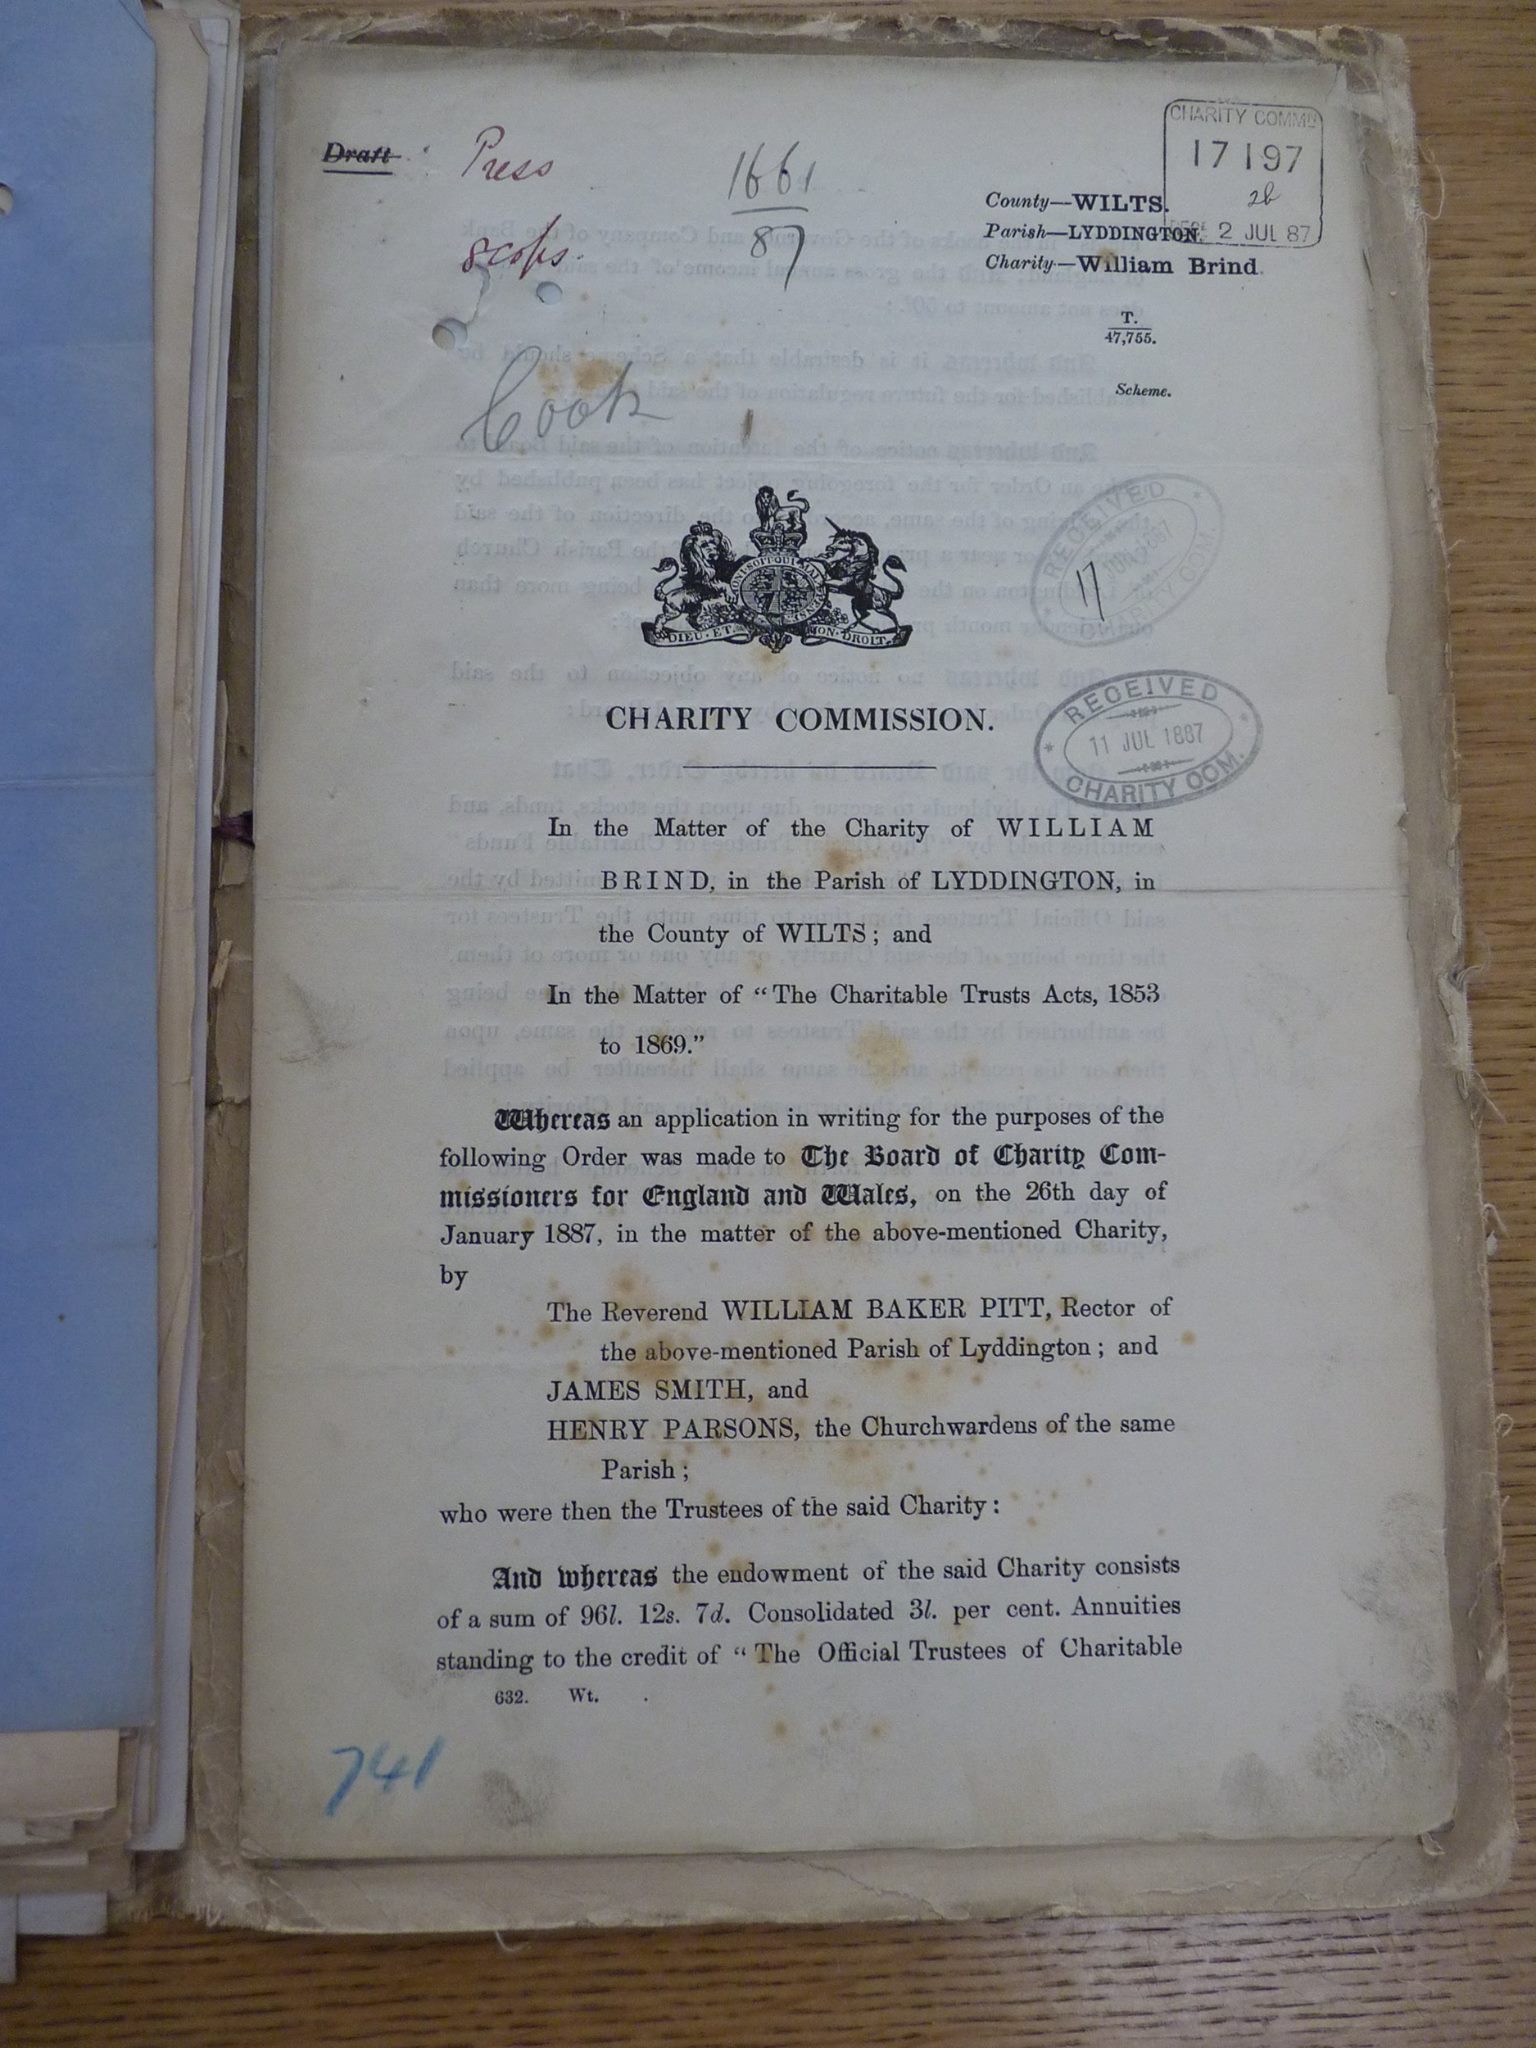 Draft
Press
8 cops.
1661
87
CHARITY COMMN
17197
26
2 JUL 87
County—WILTS.
Parish—LYDDINGTON.
Charity—William Brind.
T.
47,755.
Scheme.
Cook
RECEIVED
CHARITY COM.
17
DIEU ET MON DROIT
CHARITY COMMISSION.
RECEIVED
11 JUL 1887
CHARITY COM.
In the Matter of the Charity of WILLIAM
BRIND, in the Parish of LYDDINGTON, in
the County of WILTS; and
In the Matter of "The Charitable Trusts Acts, 1853
to 1869."
Whereas an application in writing for the purposes of the
following Order was made to The Board of Charity Com-
missioners for England and Wales, on the 26th day of
January 1887, in the matter of the above-mentioned Charity,
by
The Reverend WILLIAM BAKER PITT, Rector of
the above-mentioned Parish of Lyddington; and
JAMES SMITH, and
HENRY PARSONS, the Churchwardens of the same
Parish;
who were then the Trustees of the said Charity:
And whereas the endowment of the said Charity consists
of a sum of 96l. 12s. 7d. Consolidated 3l. per cent. Annuities
standing to the credit of "The Official Trustees of Charitable
632. Wt.
741